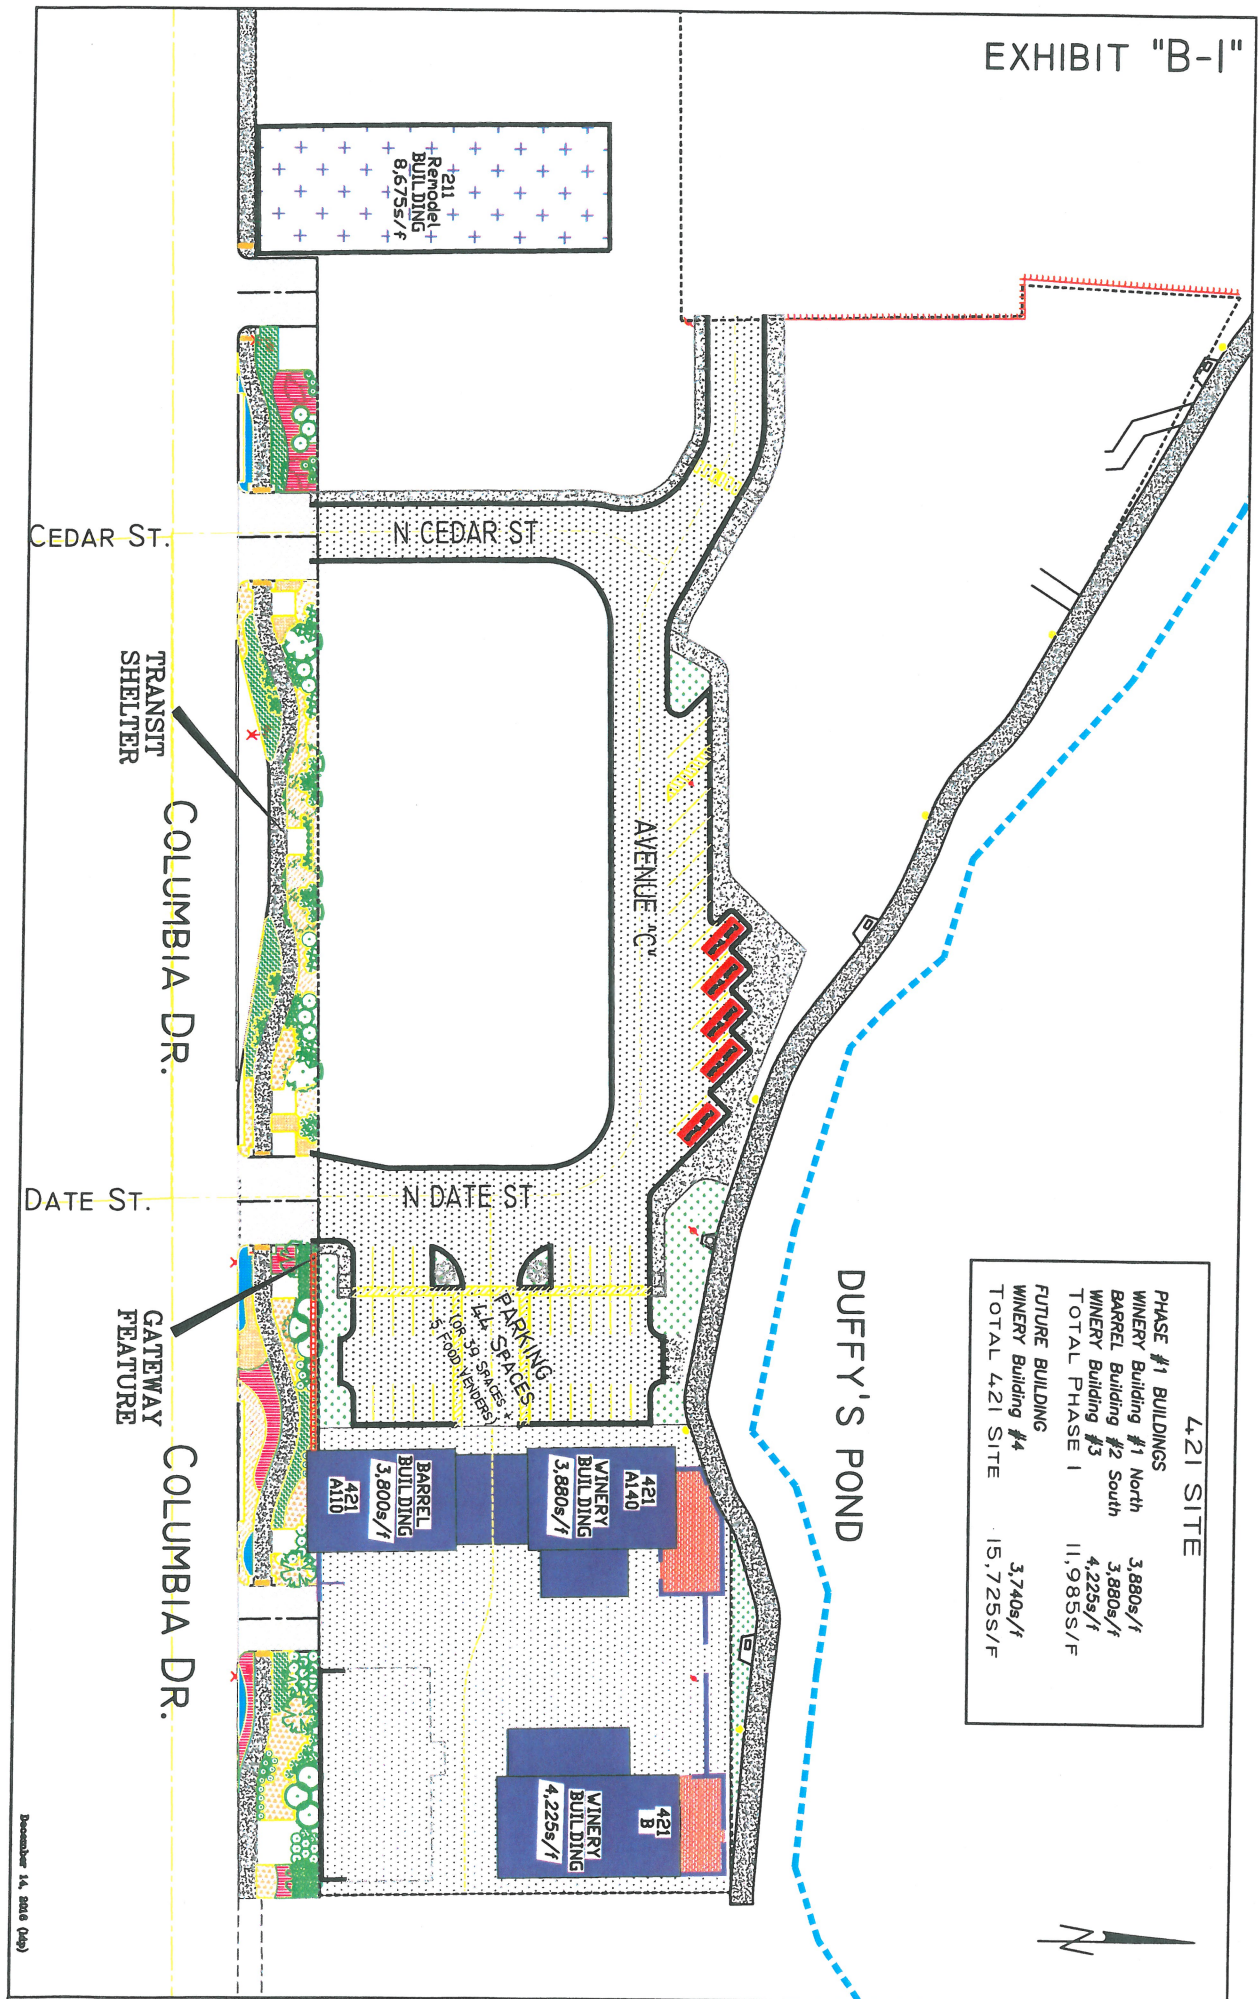 EXHIBIT "B-1"
211
Remodel
BUILDING
8,675s/f
CEDAR ST.
N CEDAR ST
TRANSIT
SHELTER
COLUMBIA DR.
AVENUE "C"
DATE ST.
N DATE ST
GATEWAY
FEATURE
COLUMBIA DR.
PARKING
44 SPACES
(OR 39 SPACES +
5 FOOD VENDERS)
DUFFY'S POND
421
A110
BARREL
BUILDING
3,800s/f
421
A140
WINERY
BUILDING
3,880s/f
421
B
WINERY
BUILDING
4,225s/f
421 SITE
PHASE #1 BUILDINGS
WINERY Building #1 North 3,880s/f
BARREL Building #2 South 3,880s/f
WINERY Building #3 4,225s/f
TOTAL PHASE 1 11,985S/F
FUTURE BUILDING
WINERY Building #4 3,740s/f
TOTAL 421 SITE 15,725S/F
N
December 14, 2016